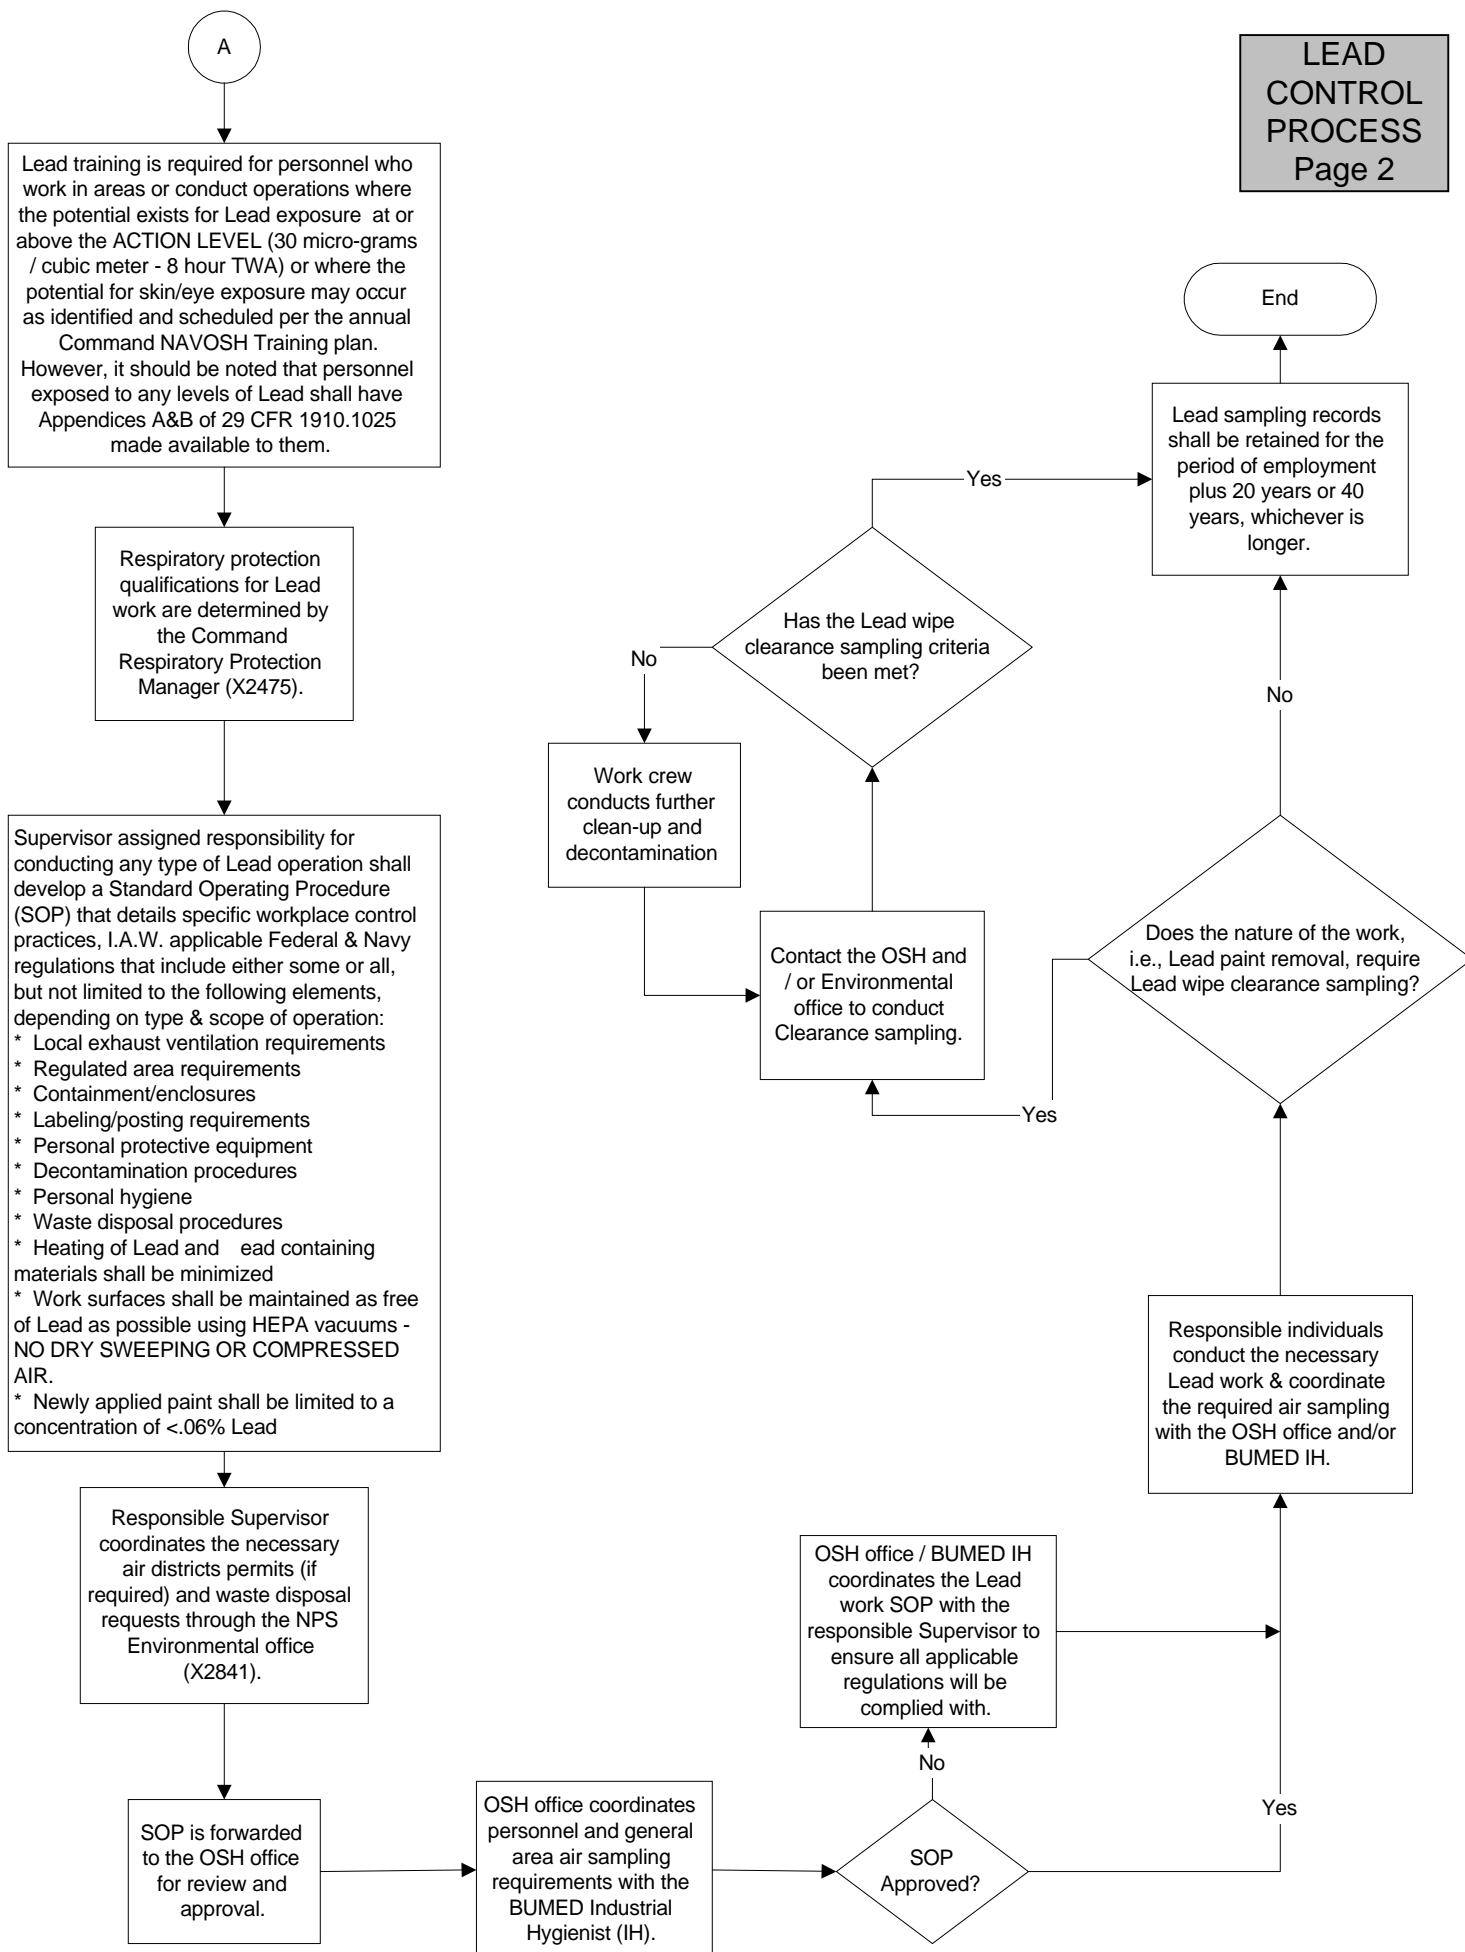 A
LEAD
CONTROL
PROCESS
Page 2
Lead training is required for personnel who
work in areas or conduct operations where
the potential exists for Lead exposure at or
above the ACTION LEVEL (30 micro-grams
/ cubic meter - 8 hour TWA) or where the
potential for skin/eye exposure may occur
as identified and scheduled per the annual
Command NAVOSH Training plan.
However, it should be noted that personnel
exposed to any levels of Lead shall have
Appendices A&B of 29 CFR 1910.1025
made available to them.
Respiratory protection
qualifications for Lead
work are determined by
the Command
Respiratory Protection
Manager (X2475).
Supervisor assigned responsibility for
conducting any type of Lead operation shall
develop a Standard Operating Procedure
(SOP) that details specific workplace control
practices, I.A.W. applicable Federal & Navy
regulations that include either some or all,
but not limited to the following elements,
depending on type & scope of operation:
* Local exhaust ventilation requirements
* Regulated area requirements
* Containment/enclosures
* Labeling/posting requirements
* Personal protective equipment
* Decontamination procedures
* Personal hygiene
* Waste disposal procedures
* Heating of Lead and ead containing
materials shall be minimized
* Work surfaces shall be maintained as free
of Lead as possible using HEPA vacuums -
NO DRY SWEEPING OR COMPRESSED
AIR.
* Newly applied paint shall be limited to a
concentration of <.06% Lead
Responsible Supervisor
coordinates the necessary
air districts permits (if
required) and waste disposal
requests through the NPS
Environmental office
(X2841).
SOP is forwarded
to the OSH office
for review and
approval.
OSH office coordinates
personnel and general
area air sampling
requirements with the
BUMED Industrial
Hygienist (IH).
SOP
Approved?
No
Yes
OSH office / BUMED IH
coordinates the Lead
work SOP with the
responsible Supervisor to
ensure all applicable
regulations will be
complied with.
Responsible individuals
conduct the necessary
Lead work & coordinate
the required air sampling
with the OSH office and/or
BUMED IH.
Does the nature of the work,
i.e., Lead paint removal, require
Lead wipe clearance sampling?
Yes
No
Contact the OSH and
/ or Environmental
office to conduct
Clearance sampling.
Has the Lead wipe
clearance sampling criteria
been met?
No
Yes
Work crew
conducts further
clean-up and
decontamination
Lead sampling records
shall be retained for the
period of employment
plus 20 years or 40
years, whichever is
longer.
End